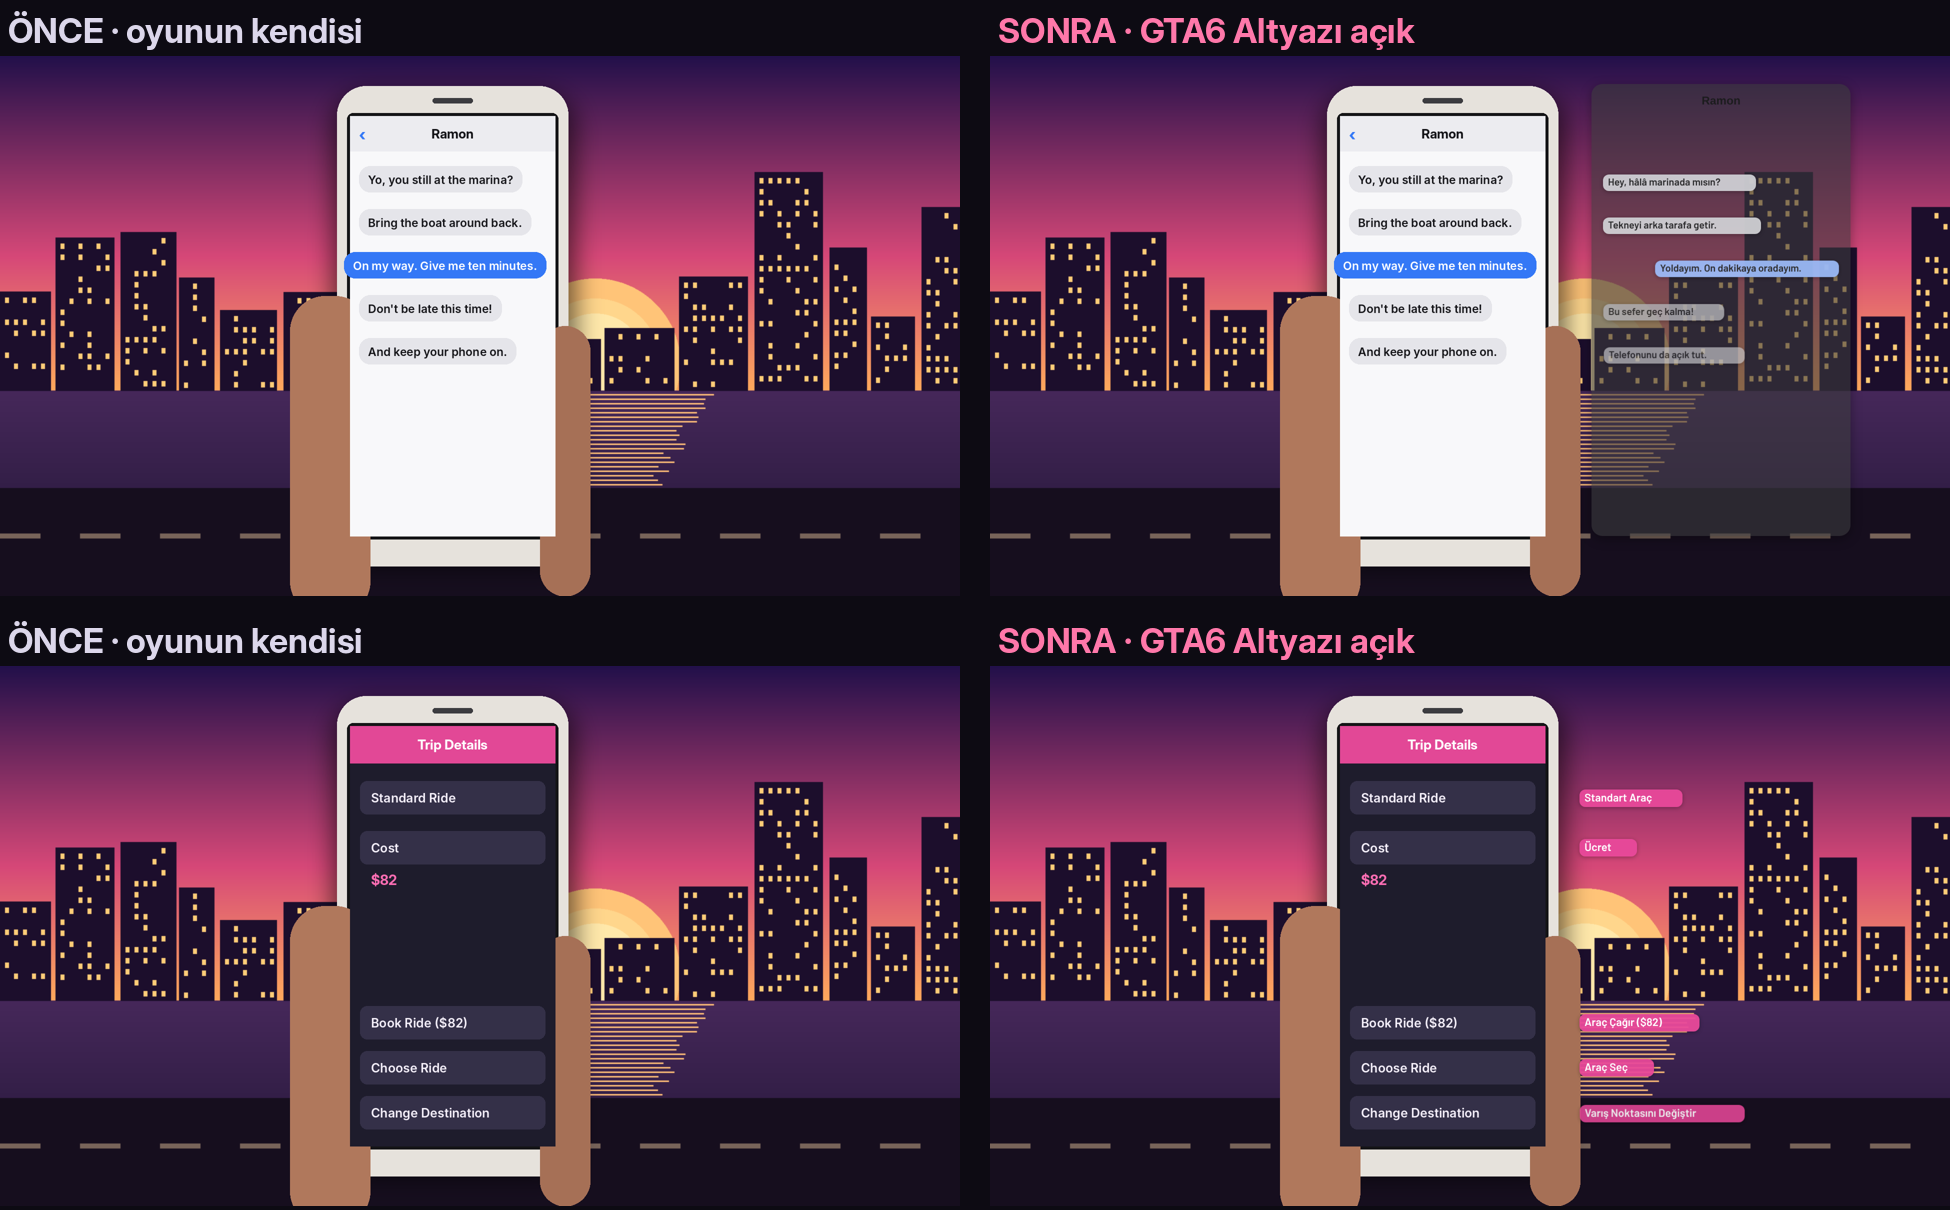 ÖNCE · oyunun kendisi
SONRA · GTA6 Altyazı açık
Ramon
Yo, you still at the marina?
Bring the boat around back.
On my way. Give me ten minutes.
Don't be late this time!
And keep your phone on.
Ramon
Yo, you still at the marina?
Bring the boat around back.
On my way. Give me ten minutes.
Don't be late this time!
And keep your phone on.
Ramon
Hey, hâlâ marinada mısın?
Tekneyi arka tarafa getir.
Yoldayım. On dakikaya oradayım.
Bu sefer geç kalma!
Telefonunu da açık tut.
ÖNCE · oyunun kendisi
SONRA · GTA6 Altyazı açık
Trip Details
Standard Ride
Cost
$82
Book Ride ($82)
Choose Ride
Change Destination
Trip Details
Standard Ride
Cost
$82
Book Ride ($82)
Choose Ride
Change Destination
Standart Araç
Ücret
Araç Çağır ($82)
Araç Seç
Varış Noktasını Değiştir